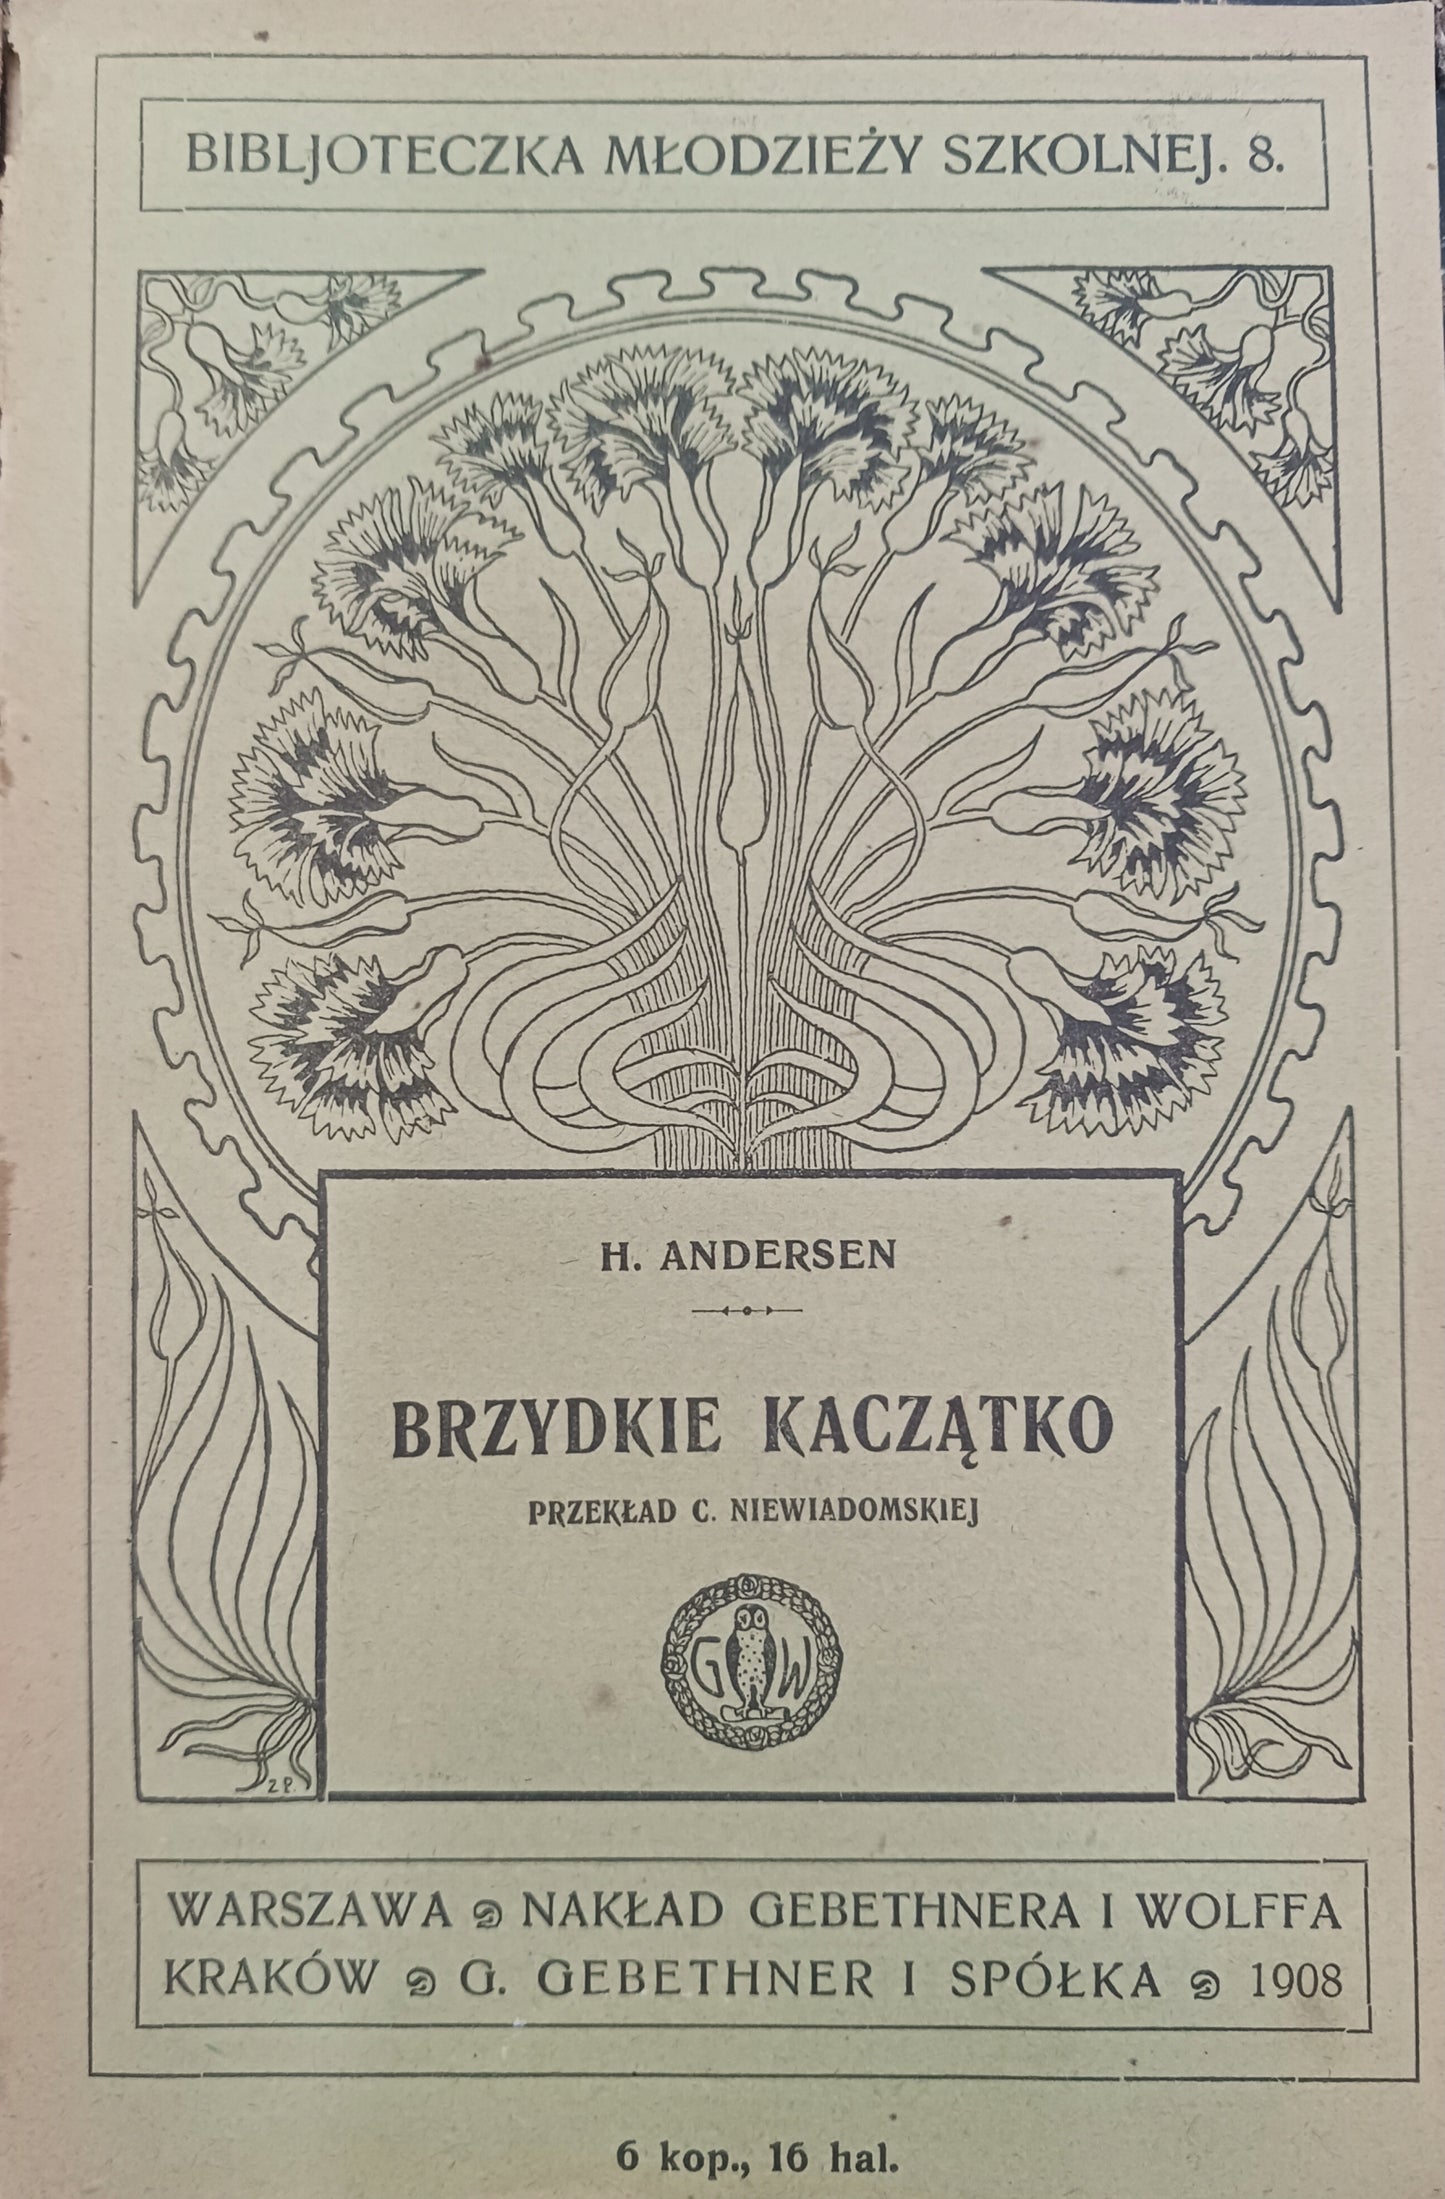 BIBLJOTECZKA MŁODZIEŻY SZKOLNEJ. 8.
H. ANDERSEN
BRZYDKIE KACZĄTKO
PRZEKŁAD C. NIEWIADOMSKIEJ
G W
Z P.
WARSZAWA NAKŁAD GEBETHNERA I WOLFFA
KRAKÓW G. GEBETHNER I SPÓŁKA 1908
6 kop., 16 hal.